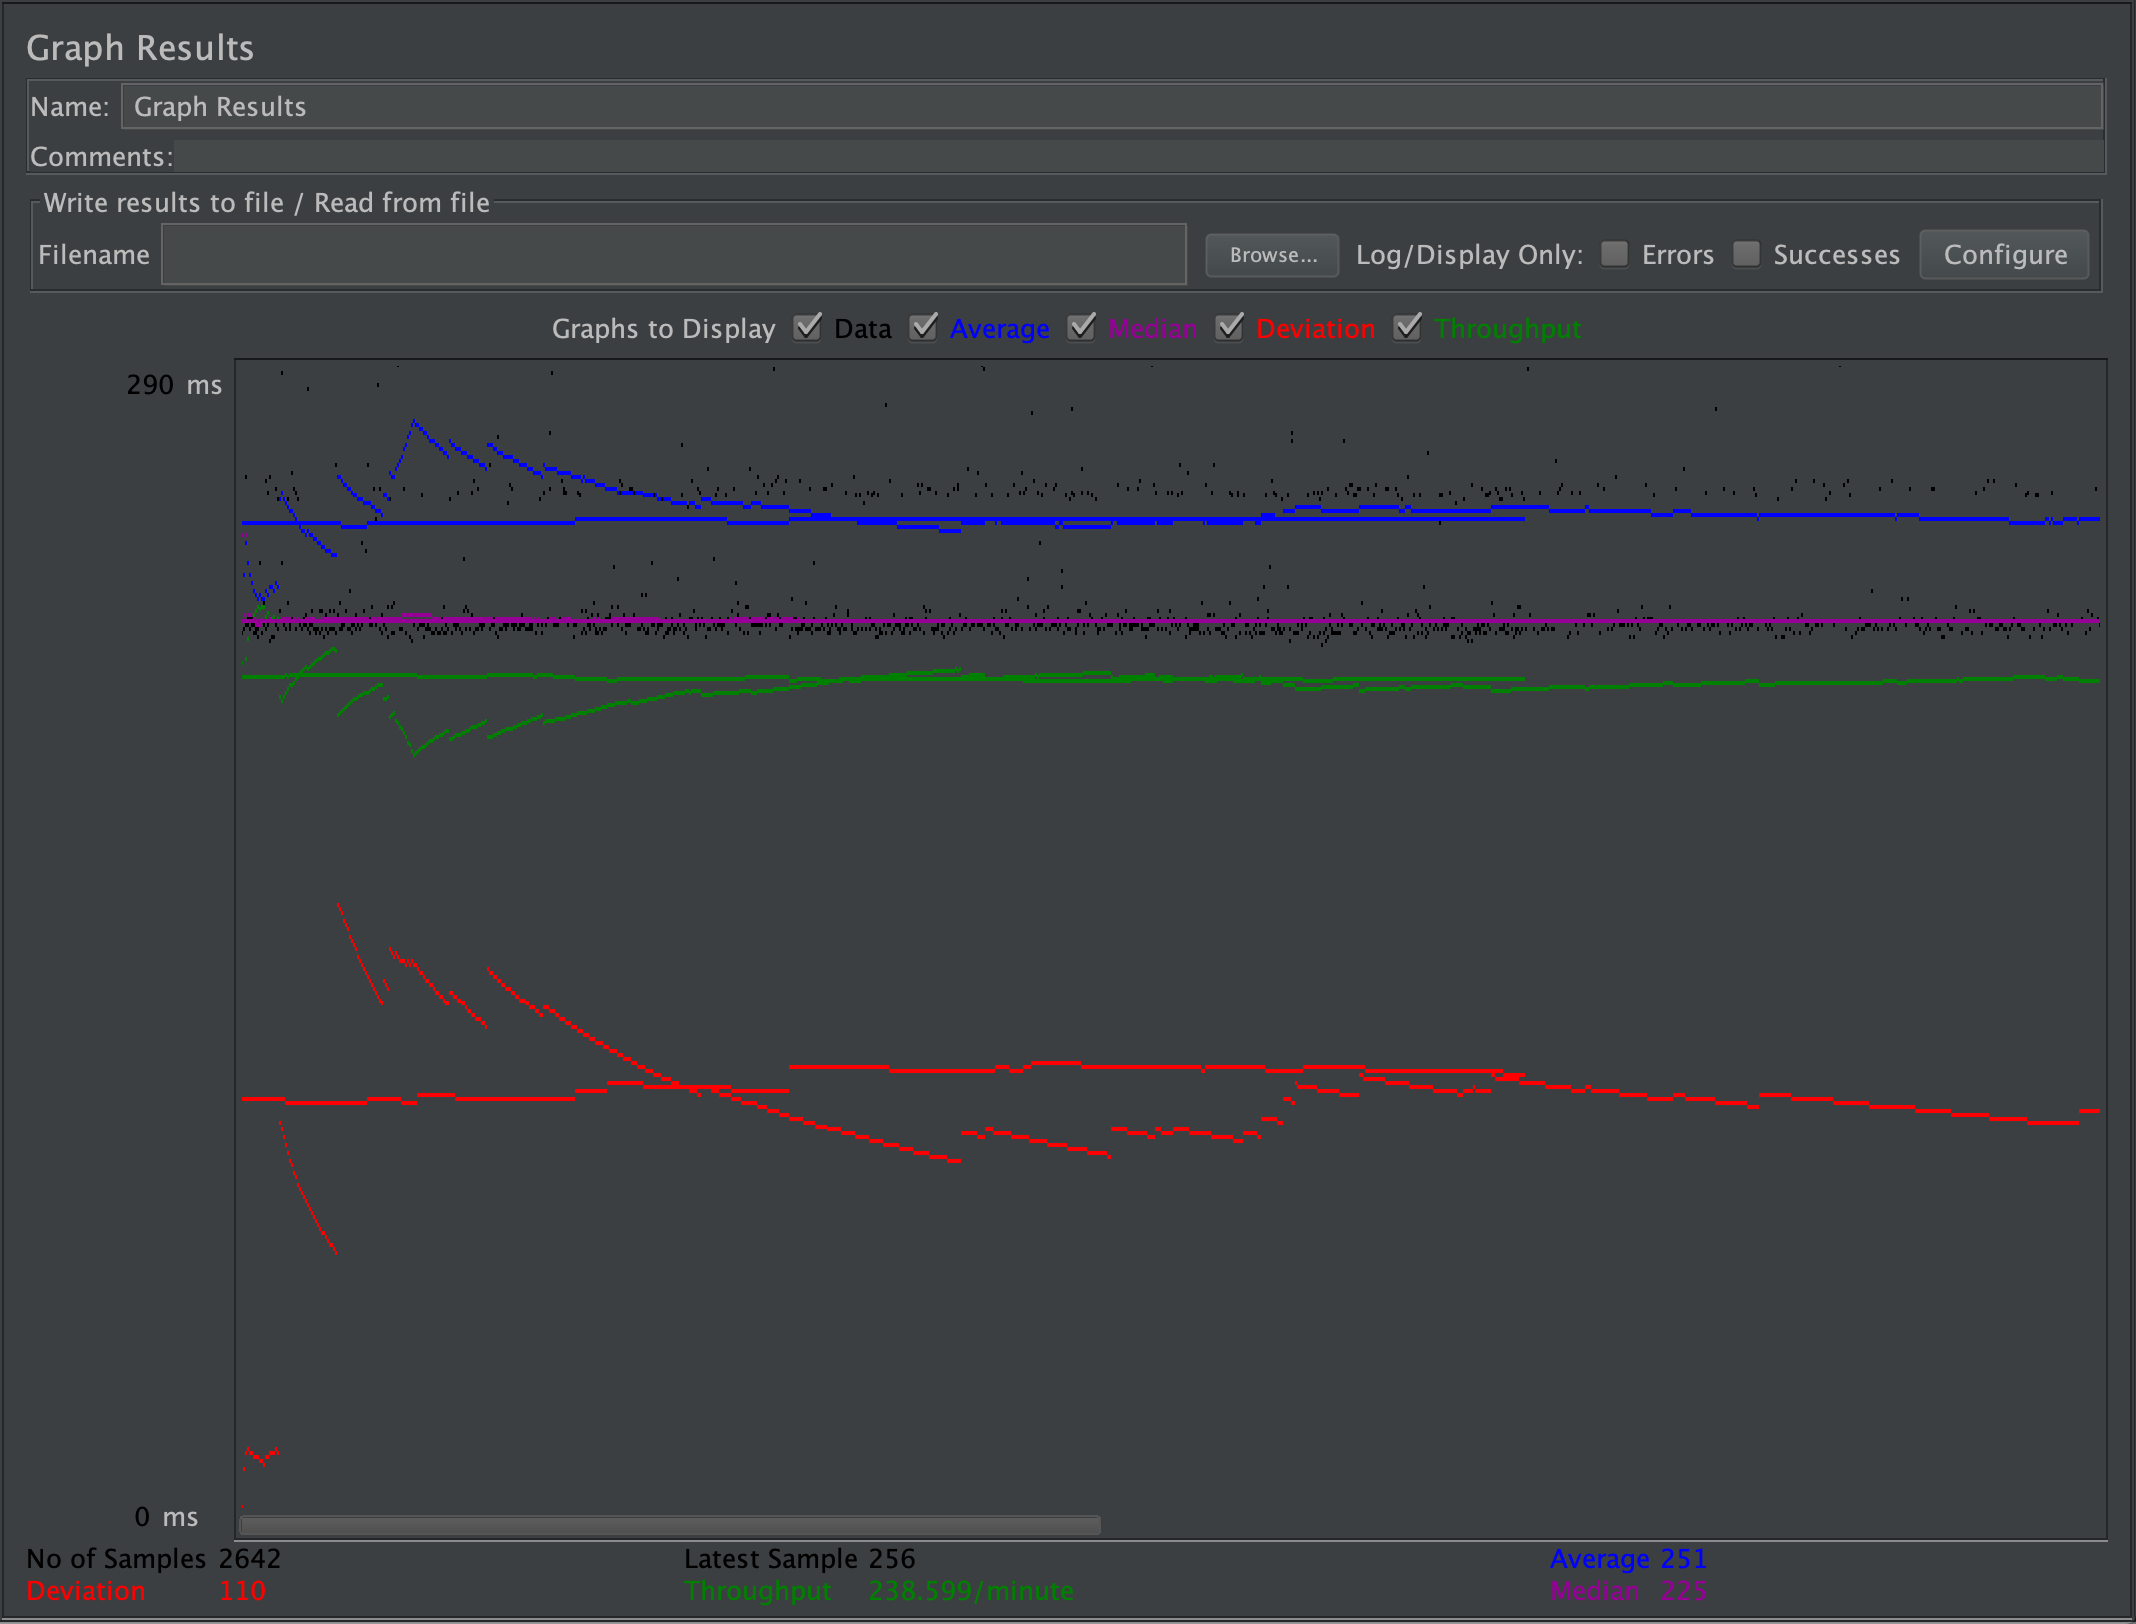 Graph Results
Name: Graph Results
Comments:
Write results to file / Read from file
Filename Browse... Log/Display Only: Errors Successes Configure
Graphs to Display Data Average Median Deviation Throughput
290 ms
0 ms
No of Samples 2642 Latest Sample 256 Average 251
Deviation 110 Throughput 238.599/minute Median 225